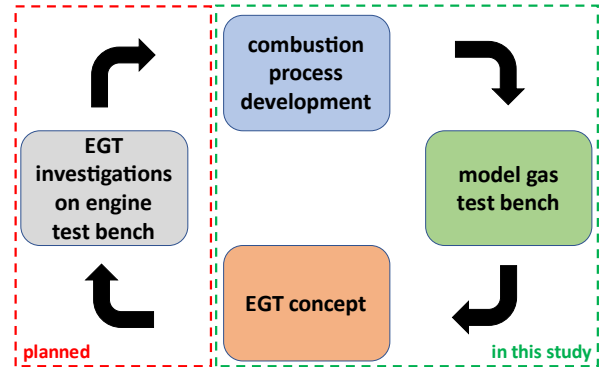 combustion
process
development
EGT
investigations
on engine
test bench
model gas
test bench
EGT concept
planned
in this study